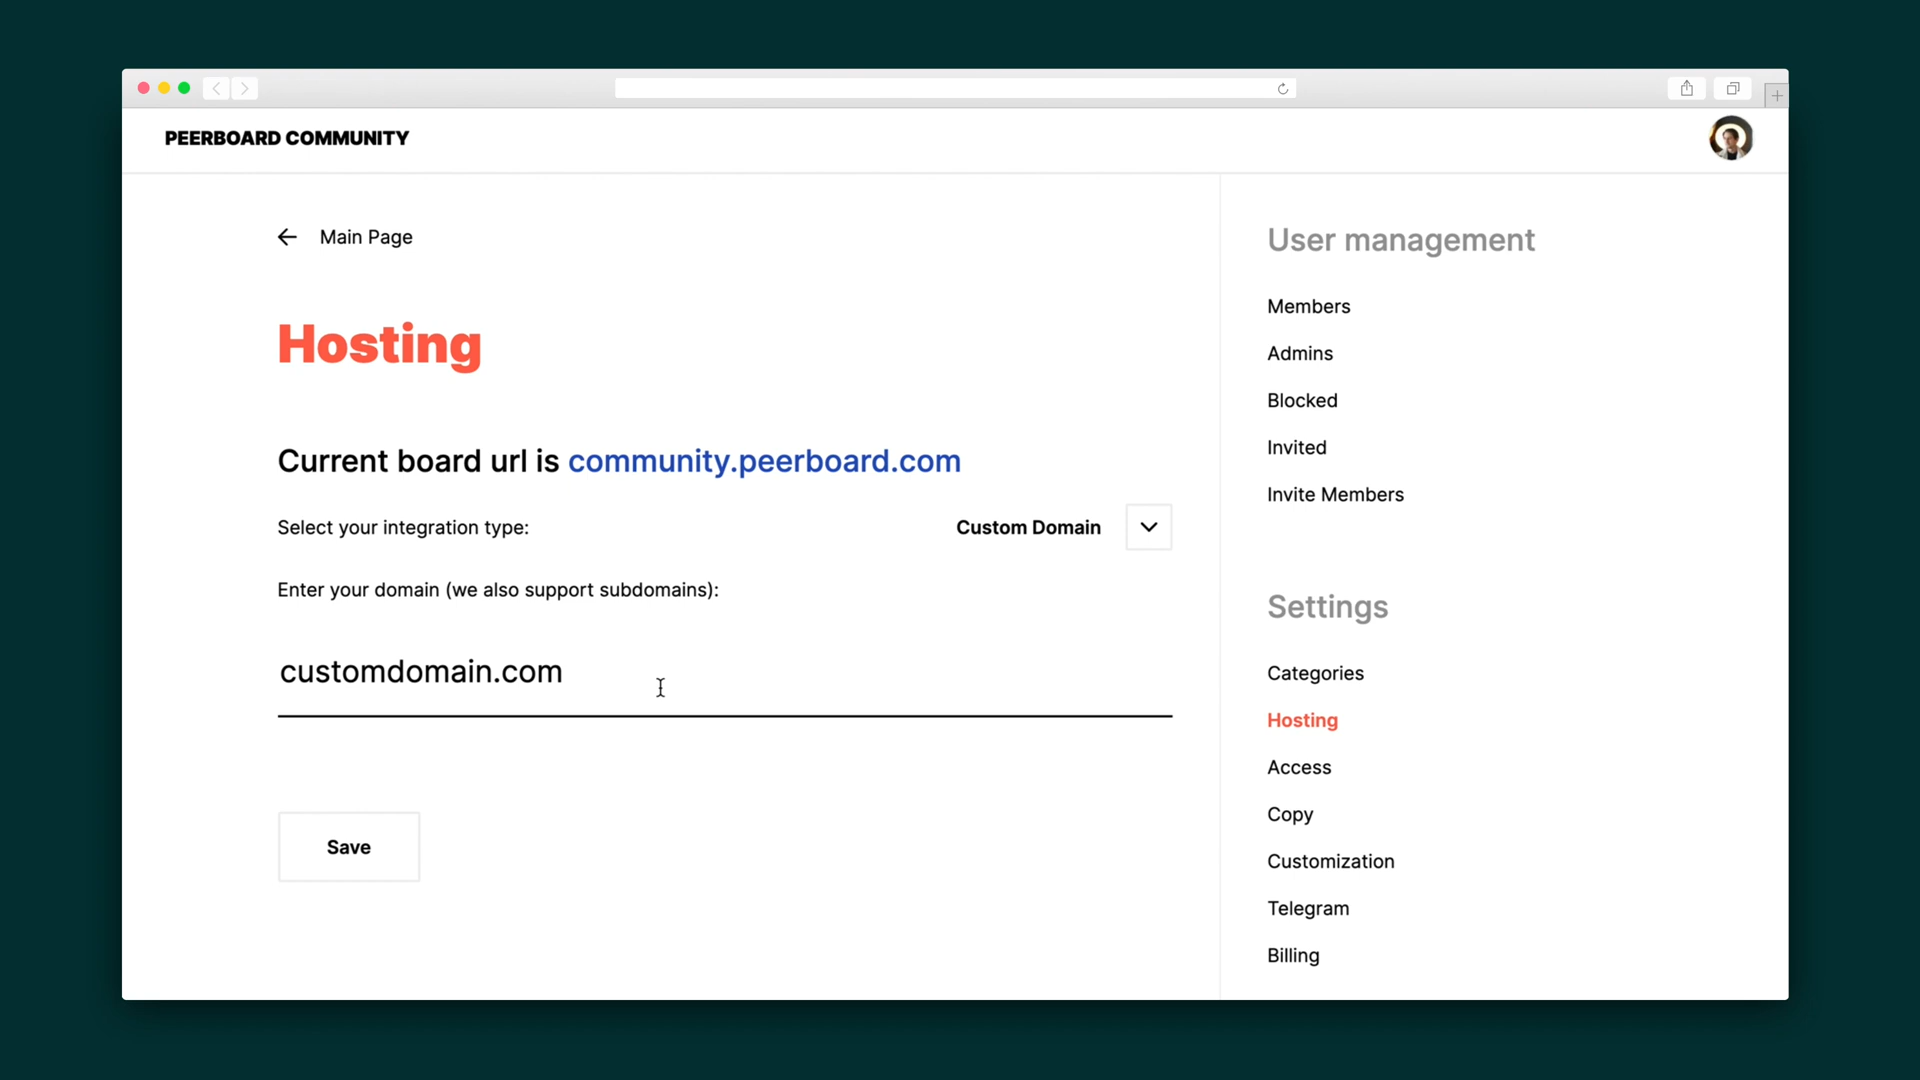 PEERBOARD COMMUNITY
Main Page
Hosting
Current board url is community.peerboard.com
Select your integration type: Custom Domain
Enter your domain (we also support subdomains):
customdomain.com
Save
User management
Members
Admins
Blocked
Invited
Invite Members
Settings
Categories
Hosting
Access
Copy
Customization
Telegram
Billing